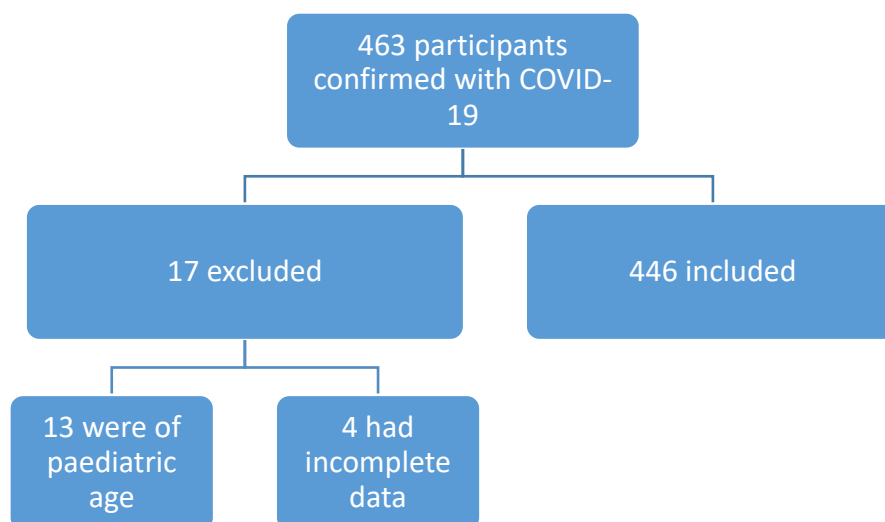 463 participants
confirmed with COVID-
19
17 excluded
446 included
13 were of
paediatric
age
4 had
incomplete
data